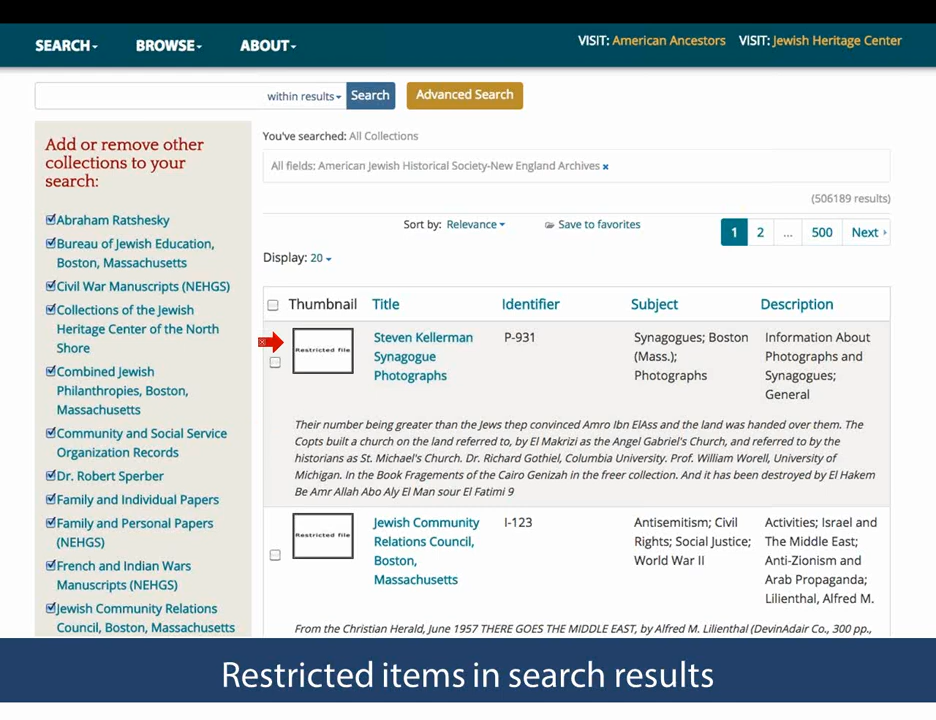 SEARCH BROWSE ABOUT VISIT: American Ancestors VISIT: Jewish Heritage Center
within results Search Advanced Search
Add or remove other
collections to your
search:
Abraham Ratshesky
Bureau of Jewish Education,
Boston, Massachusetts
Civil War Manuscripts (NEHGS)
Collections of the Jewish
Heritage Center of the North
Shore
Combined Jewish
Philanthropies, Boston,
Massachusetts
Community and Social Service
Organization Records
Dr. Robert Sperber
Family and Individual Papers
Family and Personal Papers
(NEHGS)
French and Indian Wars
Manuscripts (NEHGS)
Jewish Community Relations
Council, Boston, Massachusetts
You've searched: All Collections
All fields: American Jewish Historical Society-New England Archives x
(506189 results)
Sort by: Relevance Save to favorites 1 2 ... 500 Next ›
Display: 20
Thumbnail Title Identifier Subject Description
Restricted file
Steven Kellerman
Synagogue
Photographs
P-931
Synagogues; Boston
(Mass.);
Photographs
Information About
Photographs and
Synagogues;
General
Their number being greater than the Jews thep convinced Amro Ibn ElAss and the land was handed over them. The
Copts built a church on the land referred to, by El Makrizi as the Angel Gabriel's Church, and referred to by the
historians as St. Michael's Church. Dr. Richard Gothiel, Columbia University. Prof. William Worell, University of
Michigan. In the Book Fragements of the Cairo Genizah in the freer collection. And it has been destroyed by El Hakem
Be Amr Allah Abo Aly El Man sour El Fatimi 9
Restricted file
Jewish Community
Relations Council,
Boston,
Massachusetts
I-123
Antisemitism; Civil
Rights; Social Justice;
World War II
Activities; Israel and
The Middle East;
Anti-Zionism and
Arab Propaganda;
Lilienthal, Alfred M.
From the Christian Herald, June 1957 THERE GOES THE MIDDLE EAST, by Alfred M. Lilienthal (DevinAdair Co., 300 pp.,
Restricted items in search results